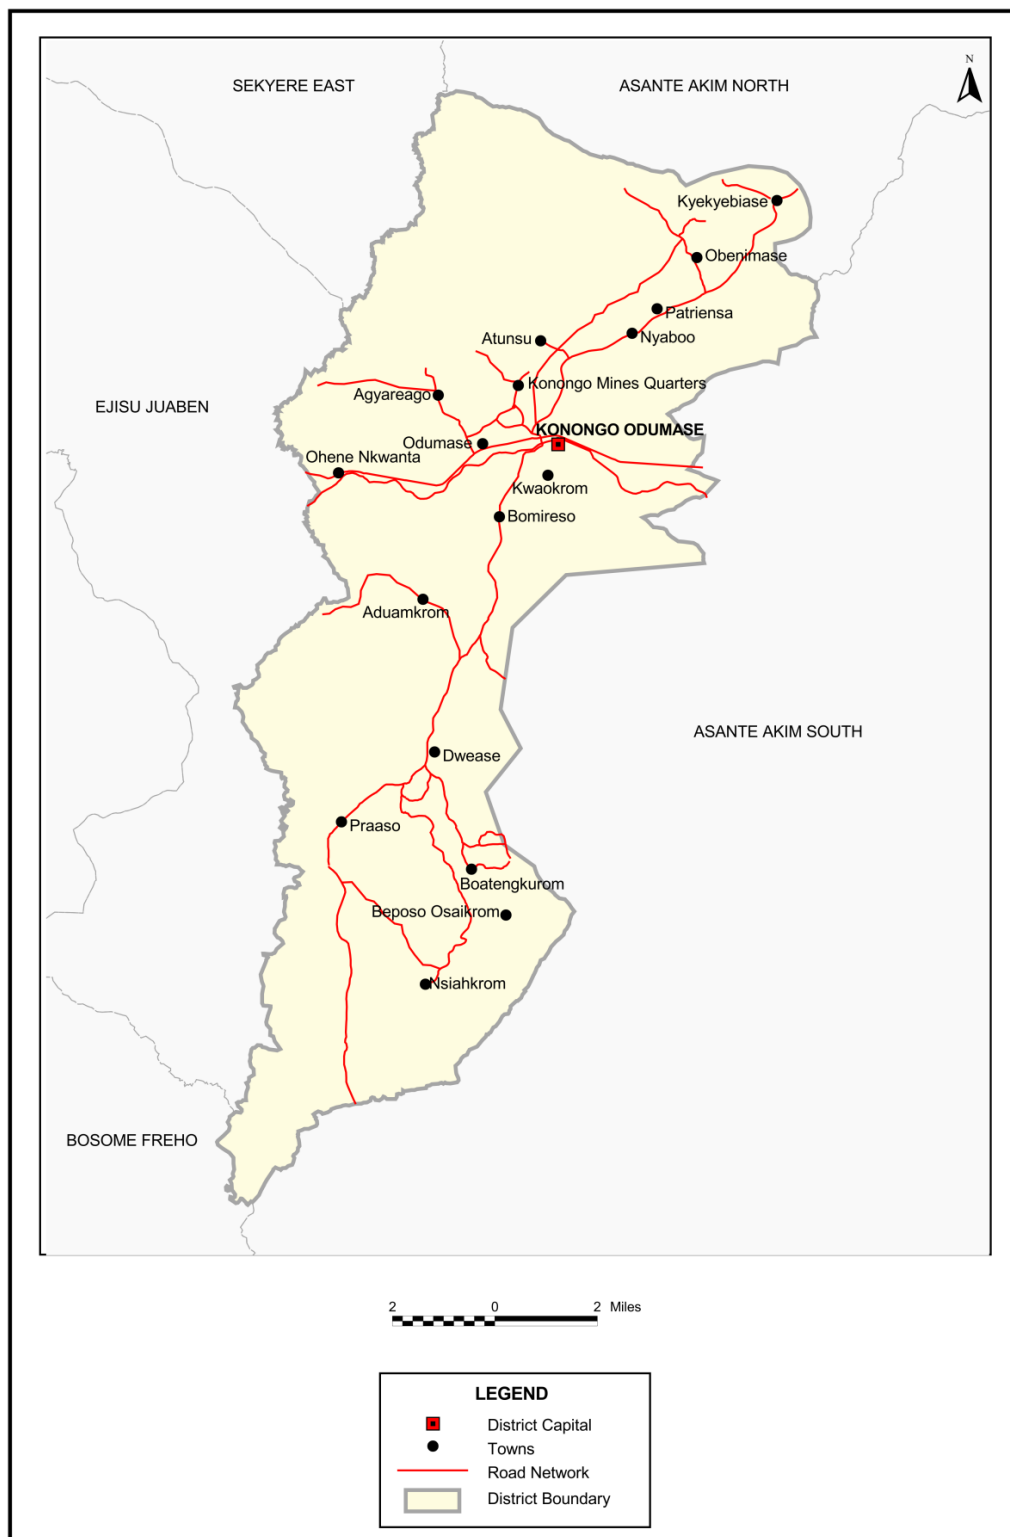 SEKYERE EAST
ASANTE AKIM NORTH
N
Kyekyebiase
Obenimase
Patriensa
Nyaboo
Atunsu
Konongo Mines Quarters
Agyareago
EJISU JUABEN
KONONGO ODUMASE
Odumase
Ohene Nkwanta
Kwaokrom
Bomireso
Aduamkrom
ASANTE AKIM SOUTH
Dwease
Praaso
Boatengkurom
Beposo Osaikrom
Nsiahkrom
BOSOME FREHO
2 0 2 Miles
LEGEND
District Capital
Towns
Road Network
District Boundary